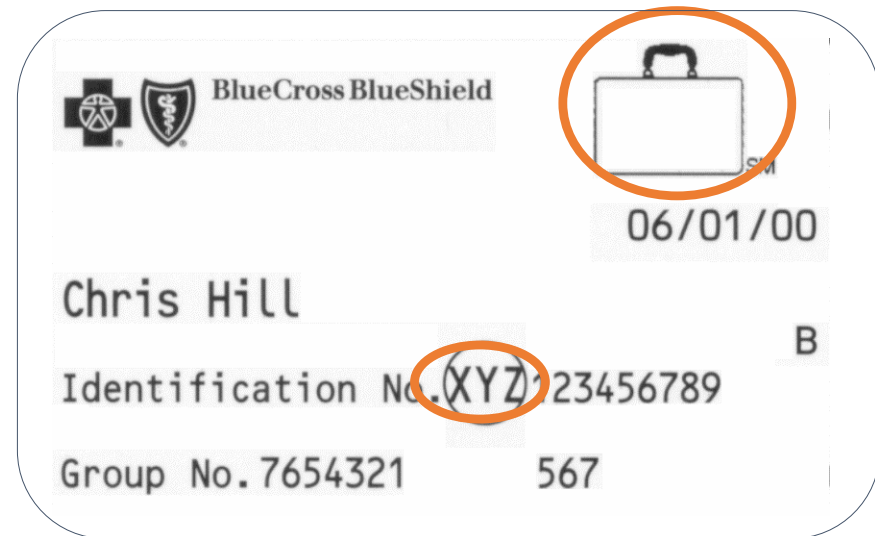 BlueCross BlueShield
SM
06/01/00
Chris Hill
B
Identification No.XYZ123456789
Group No.7654321 567